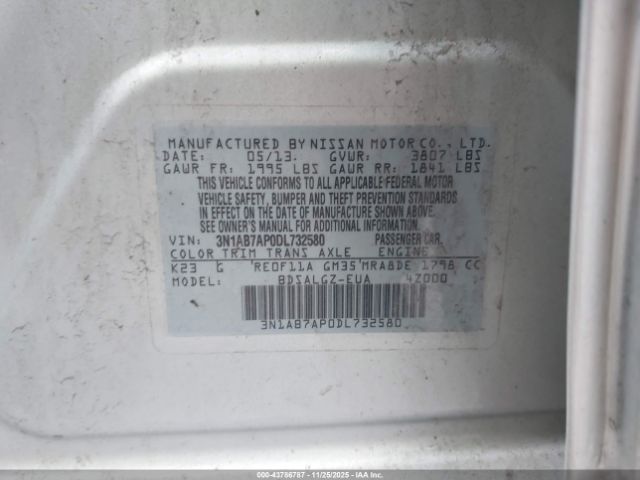 MANUFACTURED BY NISSAN MOTOR CO., LTD.
DATE: 05/13. GVWR: 3807 LBS
GAWR FR: 1995 LBS GAWR RR: 1841 LBS
THIS VEHICLE CONFORMS TO ALL APPLICABLE FEDERAL MOTOR
VEHICLE SAFETY, BUMPER, AND THEFT PREVENTION STANDARDS
IN EFFECT ON THE DATE OF MANUFACTURE SHOWN ABOVE.
SEE OWNER'S MANUAL FOR ADDITIONAL INFORMATION.
VIN: 3N1AB7AP0DL732580 PASSENGER CAR.
COLOR TRIM TRANS AXLE ENGINE
K23 G RE0F11A GM35 MRA8DE 1798 CC
MODEL: BDSALGZ-EUA 4Z000
3N1AB7AP0DL732580
000-43786787 - 11/25/2025 - IAA Inc.